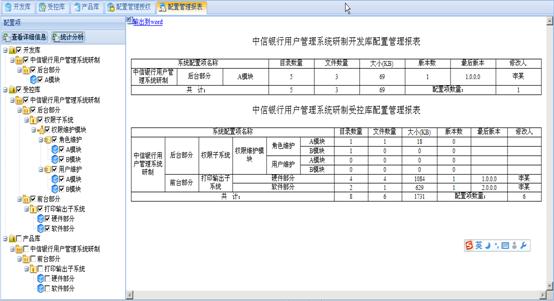 开发库 受控库 产品库 配置管理授权 配置管理报表
配置项
查看详细信息 统计分析
开发库
中信银行用户管理系统研制
后台部分
A模块
受控库
中信银行用户管理系统研制
后台部分
权限子系统
权限维护模块
角色维护
A模块
B模块
用户维护
A模块
B模块
前台部分
打印输出子系统
硬件部分
软件部分
产品库
中信银行用户管理系统研制
前台部分
打印输出子系统
硬件部分
软件部分
输出到word
中信银行用户管理系统研制开发库配置管理报表
系统配置项名称 目录数量 文件数量 大小(KB) 版本数 最后版本 修改人
中信银行用户管理系统研制 后台部分 A模块 5 3 69 1 1.0.0.0 李某
共 计: 5 3 69 配置项数量: 1
中信银行用户管理系统研制受控库配置管理报表
系统配置项名称 目录数量 文件数量 大小(KB) 版本数 最后版本 修改人
中信银行用户管理系统研制 后台部分 权限子系统 权限维护模块 角色维护 A模块 1 1 18 0
B模块 1 0 0 0
用户维护 A模块 0 0 0 0
B模块 0 0 0 0
前台部分 打印输出子系统 硬件部分 4 4 1084 1 1.0.0.0 李某
软件部分 2 1 629 1 2.0.0.0 李某
共 计: 8 6 1731 配置项数量: 6
英